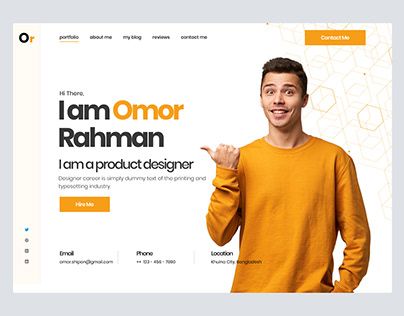 Or
portfolio about me my blog reviews contact me
Contact Me
Hi There,
I am Omor
Rahman
I am a product designer
Designer career is simply dummy text of the printing and
typesetting industry.
Hire Me
Email Phone Location
omor.shipon@gmail.com ++ 123 - 456 - 7890 Khulna City, Bangladesh